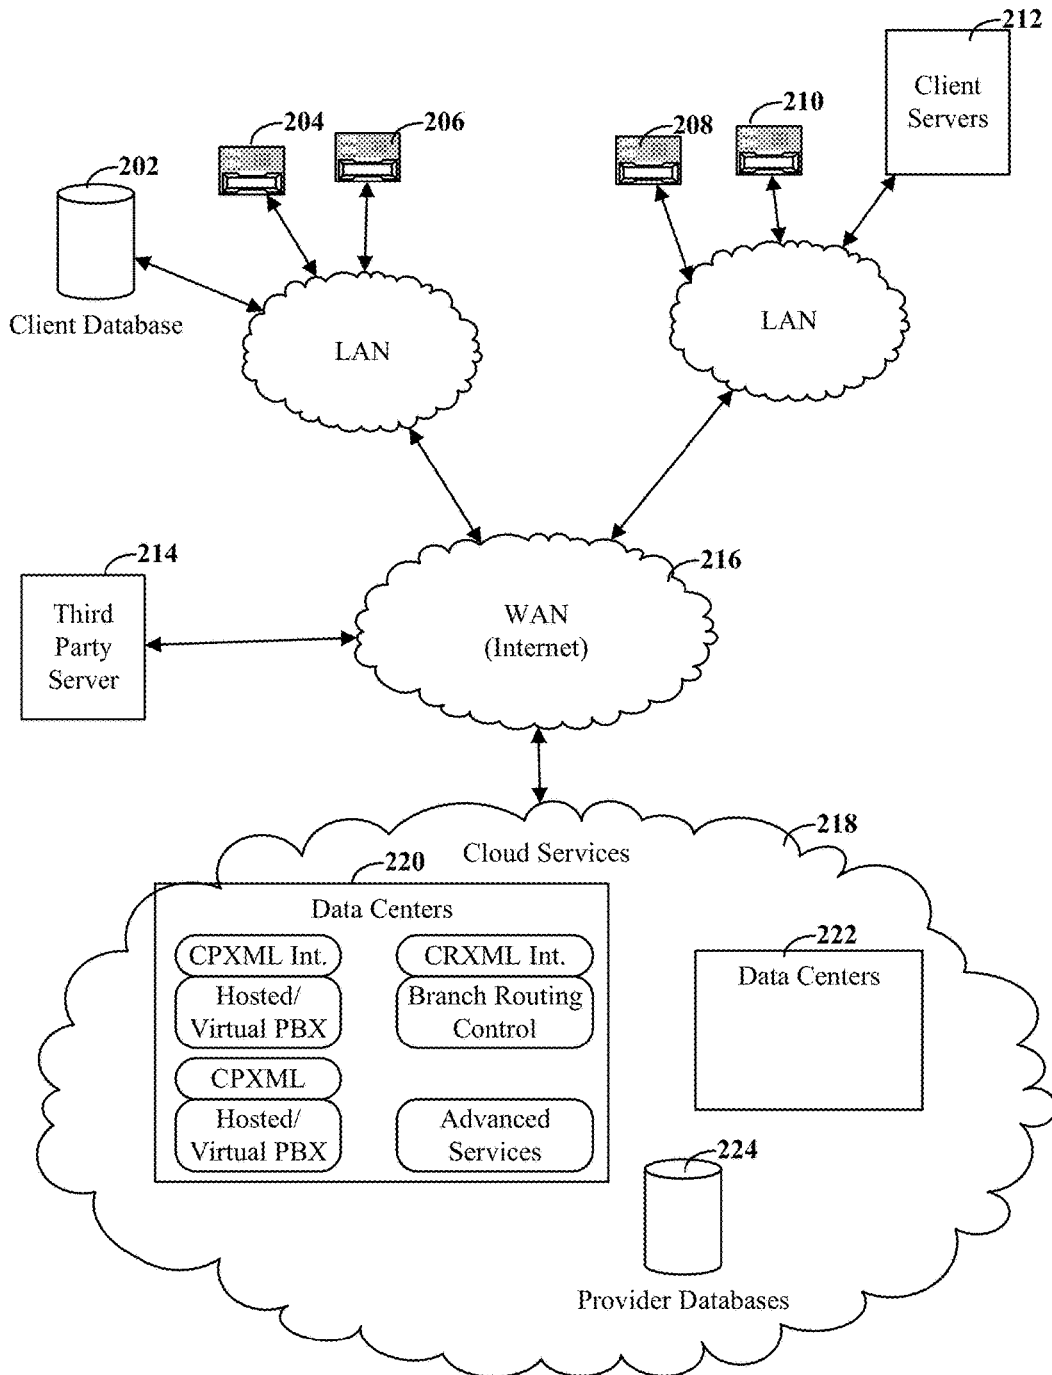 212
Client
Servers
204
206
208
210
202
Client Database
LAN
LAN
214
Third
Party
Server
216
WAN
(Internet)
218
Cloud Services
220
Data Centers
CPXML Int.
CRXML Int.
Hosted/
Virtual PBX
Branch Routing
Control
CPXML
Hosted/
Virtual PBX
Advanced
Services
222
Data Centers
224
Provider Databases